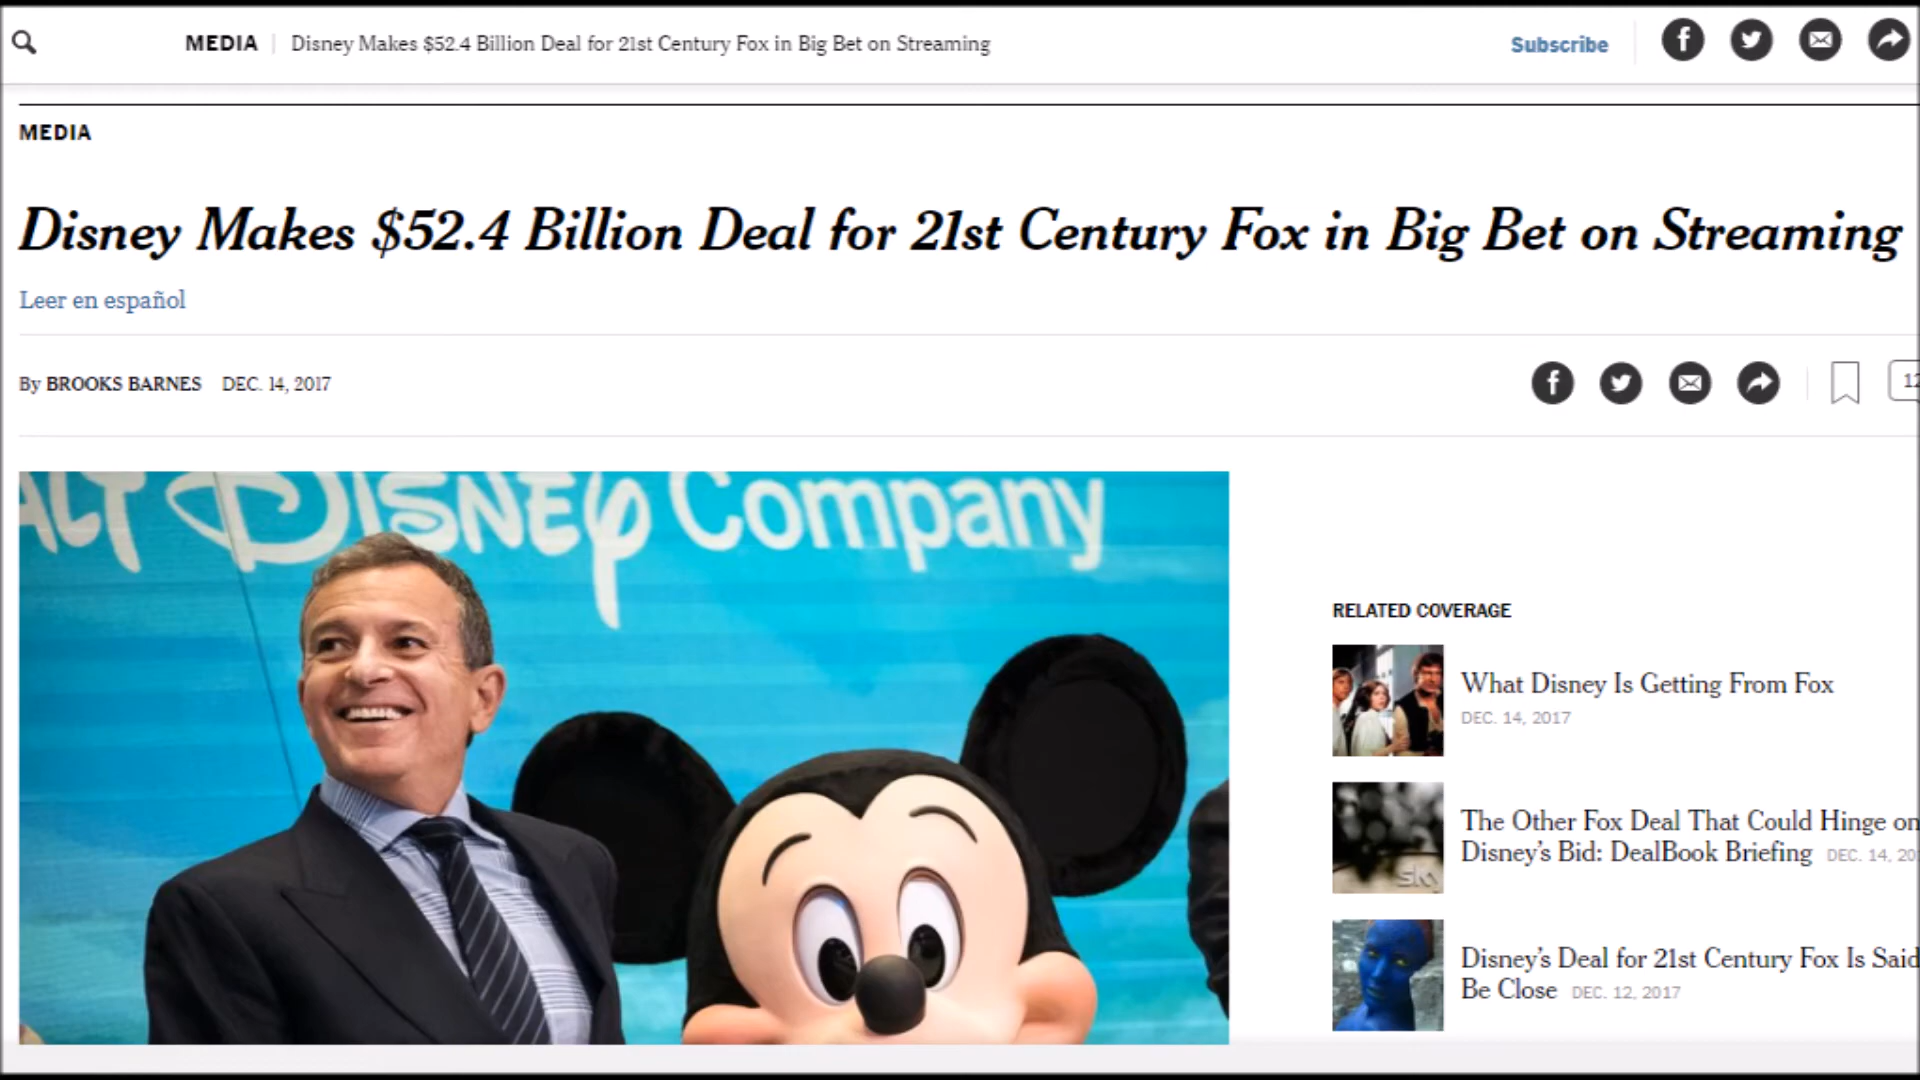 MEDIA | Disney Makes $52.4 Billion Deal for 21st Century Fox in Big Bet on Streaming
Subscribe
MEDIA
Disney Makes $52.4 Billion Deal for 21st Century Fox in Big Bet on Streaming
Leer en español
By BROOKS BARNES DEC. 14, 2017
12
ALT DISNEY Company
RELATED COVERAGE
What Disney Is Getting From Fox
DEC. 14, 2017
The Other Fox Deal That Could Hinge on
Disney's Bid: DealBook Briefing DEC. 14, 20
sky
Disney's Deal for 21st Century Fox Is Said
Be Close DEC. 12, 2017